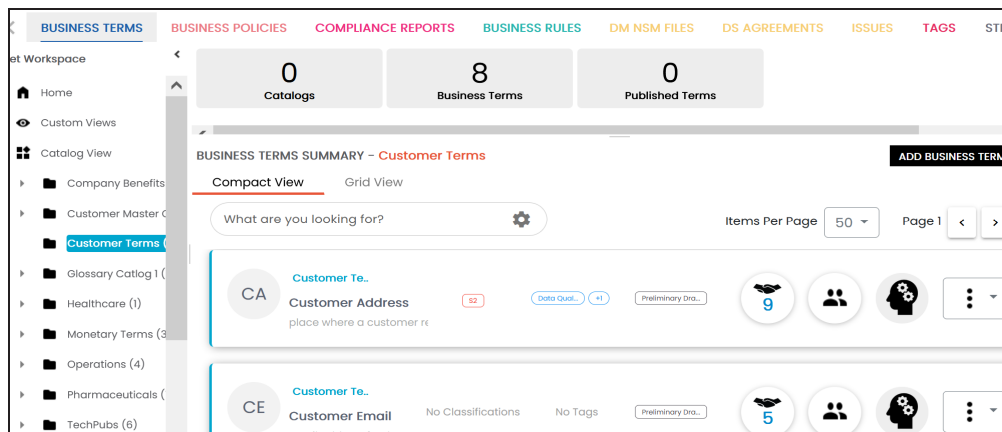 BUSINESS TERMS BUSINESS POLICIES COMPLIANCE REPORTS BUSINESS RULES DM NSM FILES DS AGREEMENTS ISSUES TAGS
et Workspace
Home
Custom Views
Catalog View
Company Benefits
Customer Master
Customer Terms (
Glossary Catlog 1 (
Healthcare (1)
Monetary Terms (3
Operations (4)
Pharmaceuticals (
TechPubs (6)
0
Catalogs
8
Business Terms
0
Published Terms
BUSINESS TERMS SUMMARY - Customer Terms
ADD BUSINESS TERM
Compact View Grid View
What are you looking for?
Items Per Page 50 Page 1
CA
Customer Te..
Customer Address
place where a customer re
S2
Data Qual... +1
Preliminary Dra...
9
CE
Customer Te..
Customer Email
No Classifications
No Tags
Preliminary Dra...
5